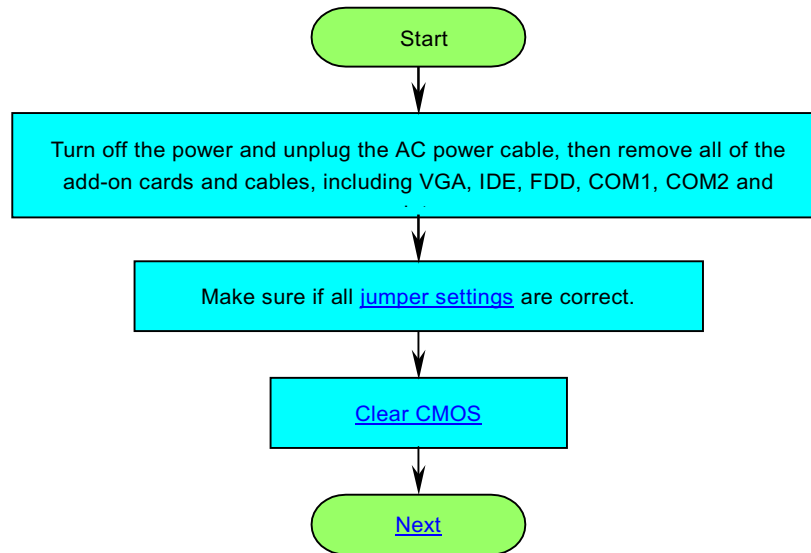 Start
Turn off the power and unplug the AC power cable, then remove all of the
add-on cards and cables, including VGA, IDE, FDD, COM1, COM2 and
Make sure if all jumper settings are correct.
Clear CMOS
Next